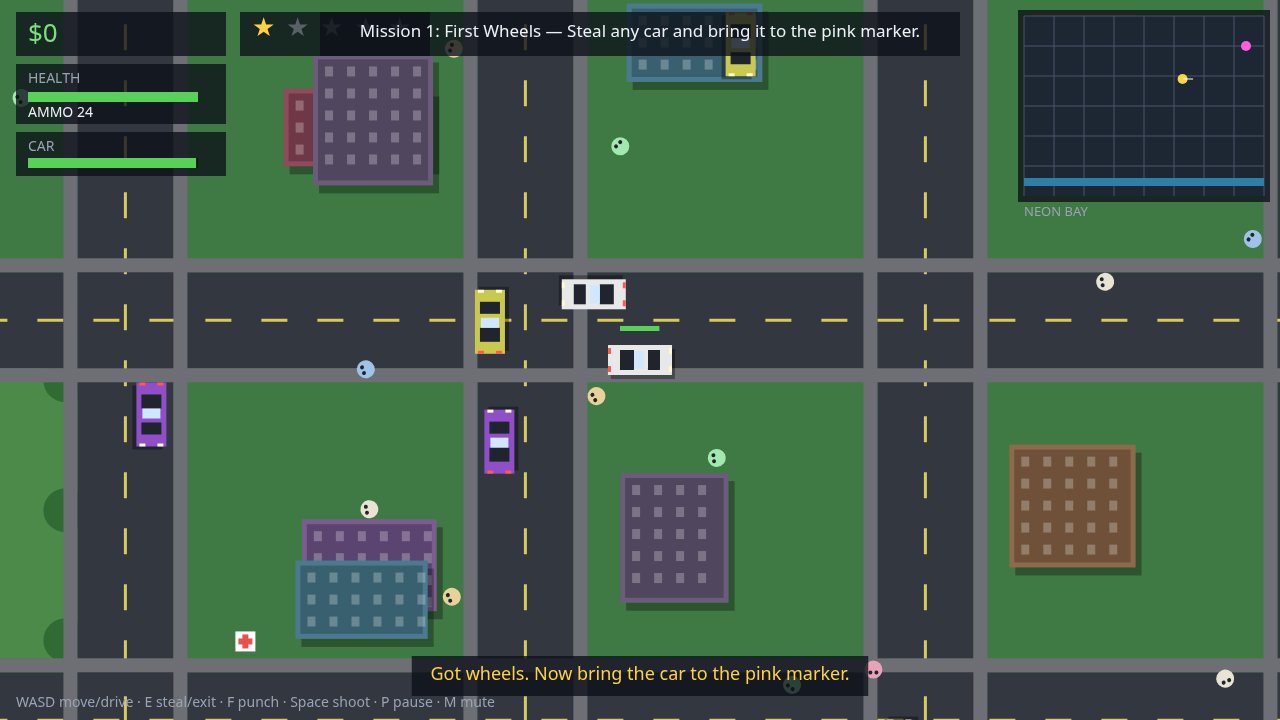 $0
Mission 1: First Wheels — Steal any car and bring it to the pink marker.
HEALTH
AMMO 24
CAR
NEON BAY
Got wheels. Now bring the car to the pink marker.
WASD move/drive · E steal/exit · F punch · Space shoot · P pause · M mute